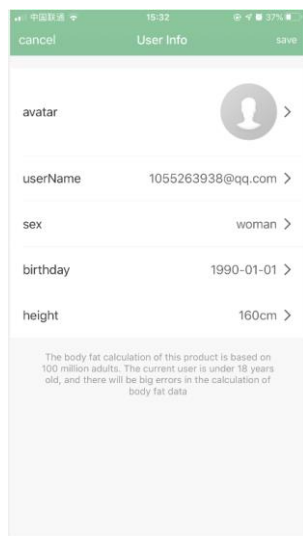 中国联通 15:32 37%
cancel User Info save
avatar
userName 1055263938@qq.com
sex woman
birthday 1990-01-01
height 160cm
The body fat calculation of this product is based on
100 million adults. The current user is under 18 years
old, and there will be big errors in the calculation of
body fat data